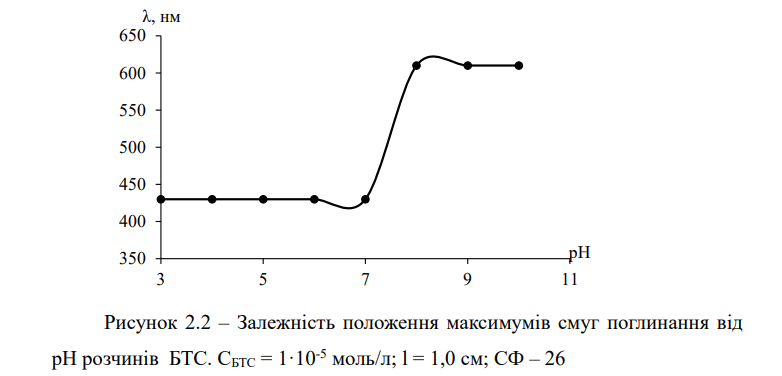 λ, нм
650
600
550
500
450
400
350
pH
3 5 7 9 11
Рисунок 2.2 – Залежність положення максимумів смуг поглинання від
pH розчинів БТС. СБТС = 1·10-5 моль/л; l = 1,0 см; СФ – 26